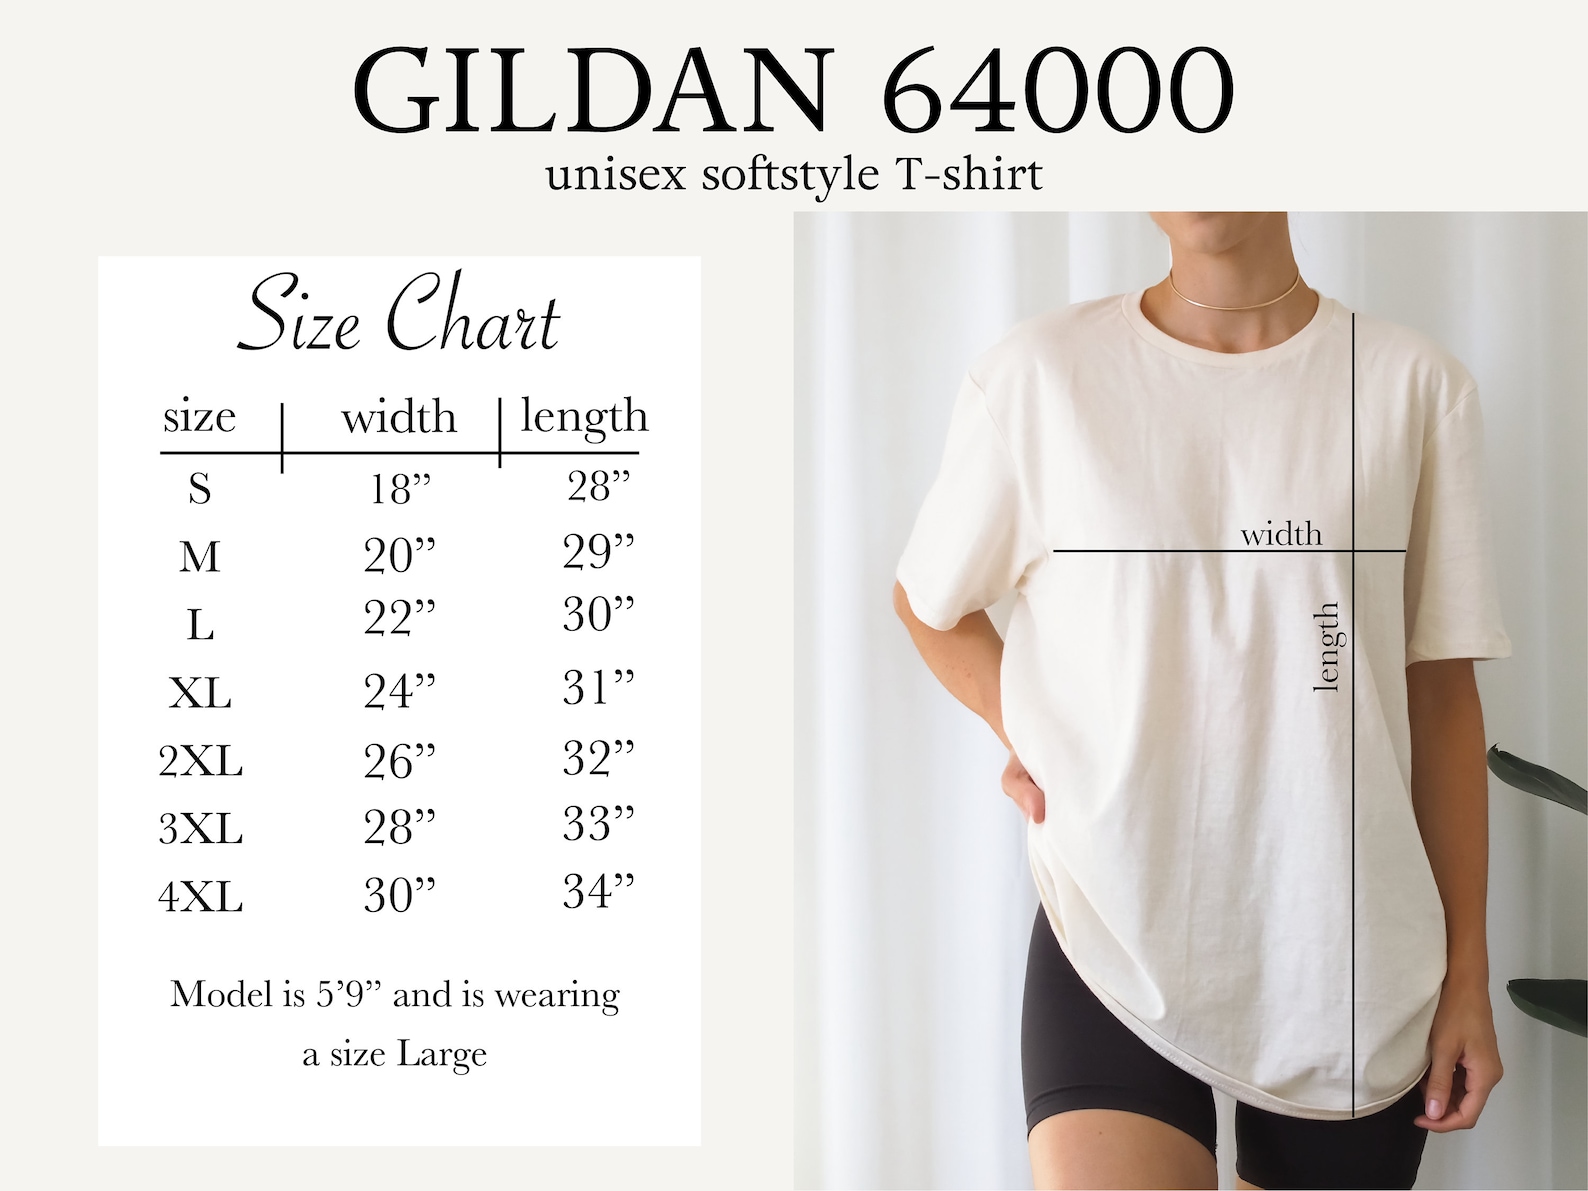 GILDAN 64000
unisex softstyle T-shirt
Size Chart
size width length
S 18” 28”
M 20” 29”
L 22” 30”
XL 24” 31”
2XL 26” 32”
3XL 28” 33”
4XL 30” 34”
Model is 5’9” and is wearing
a size Large
width
length